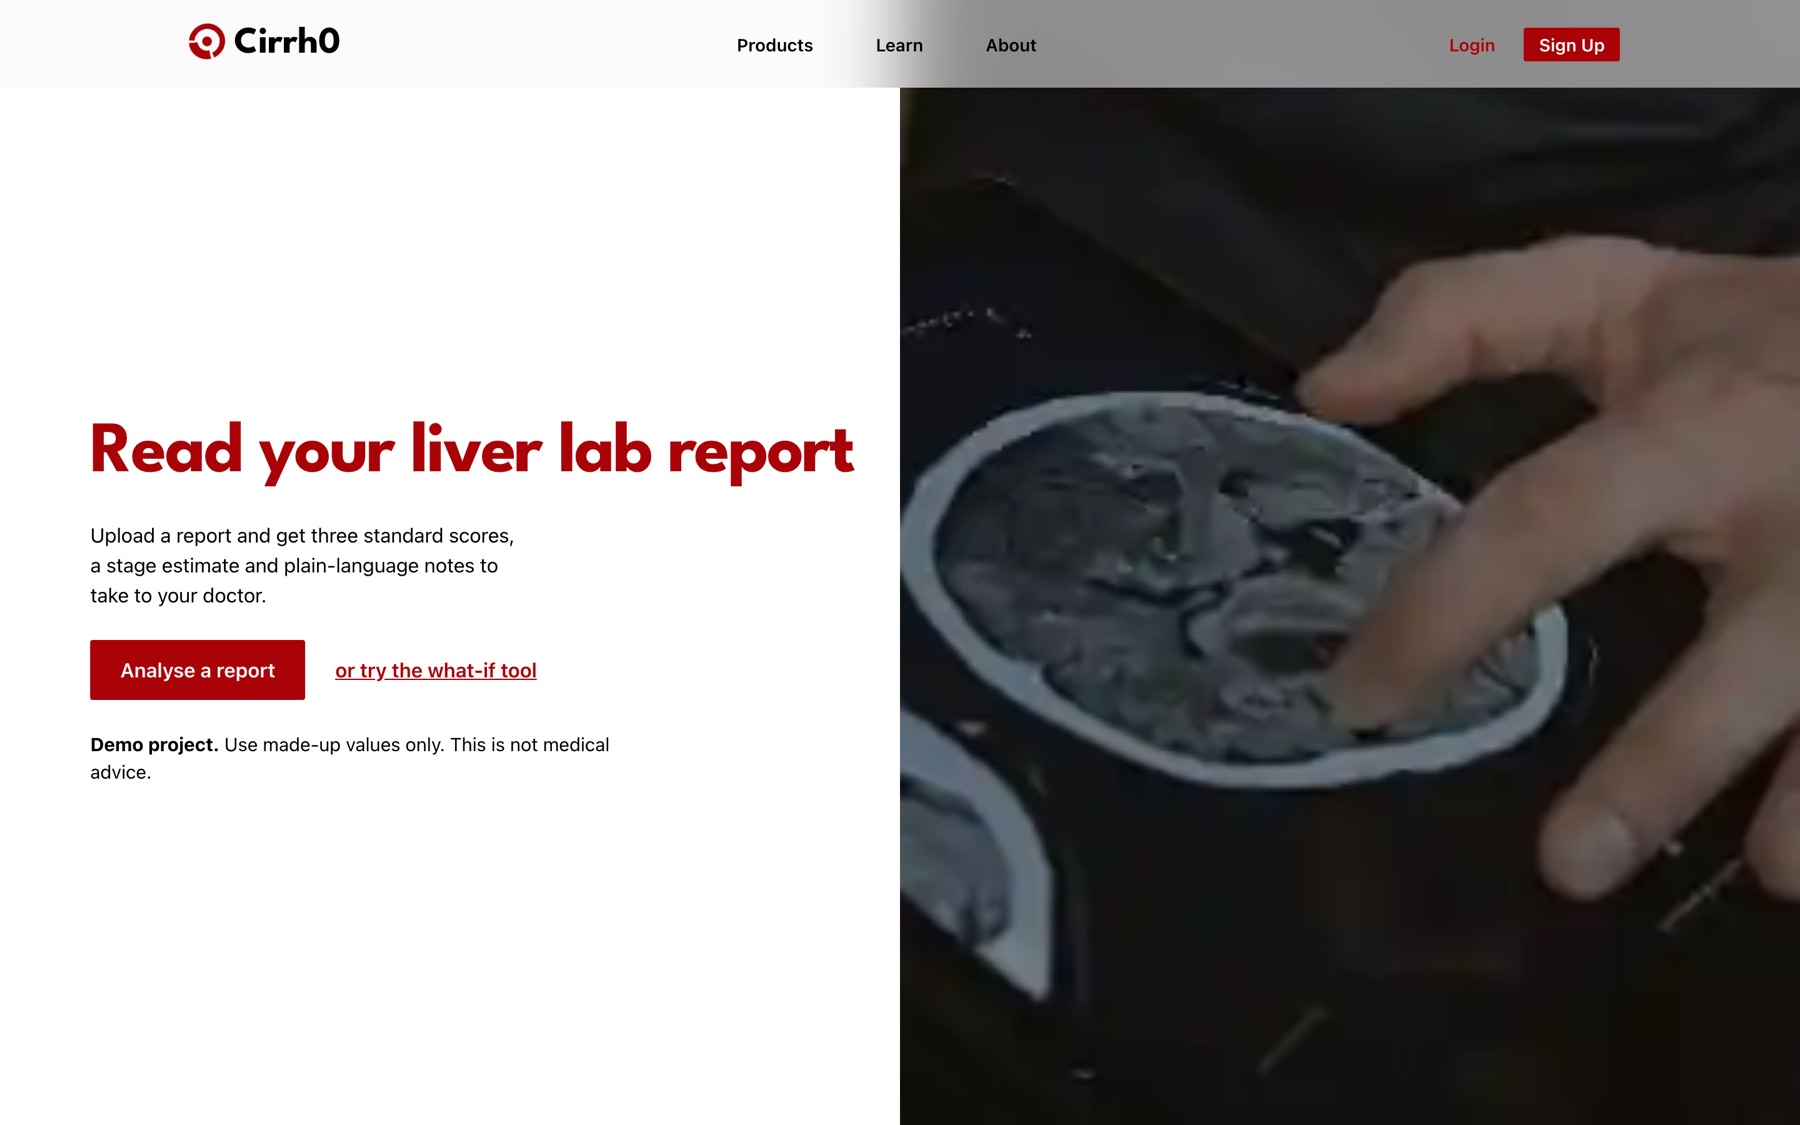 Cirrh0
Products
Learn
About
Login
Sign Up
Read your liver lab report
Upload a report and get three standard scores,
a stage estimate and plain-language notes to
take to your doctor.
Analyse a report
or try the what-if tool
Demo project. Use made-up values only. This is not medical
advice.